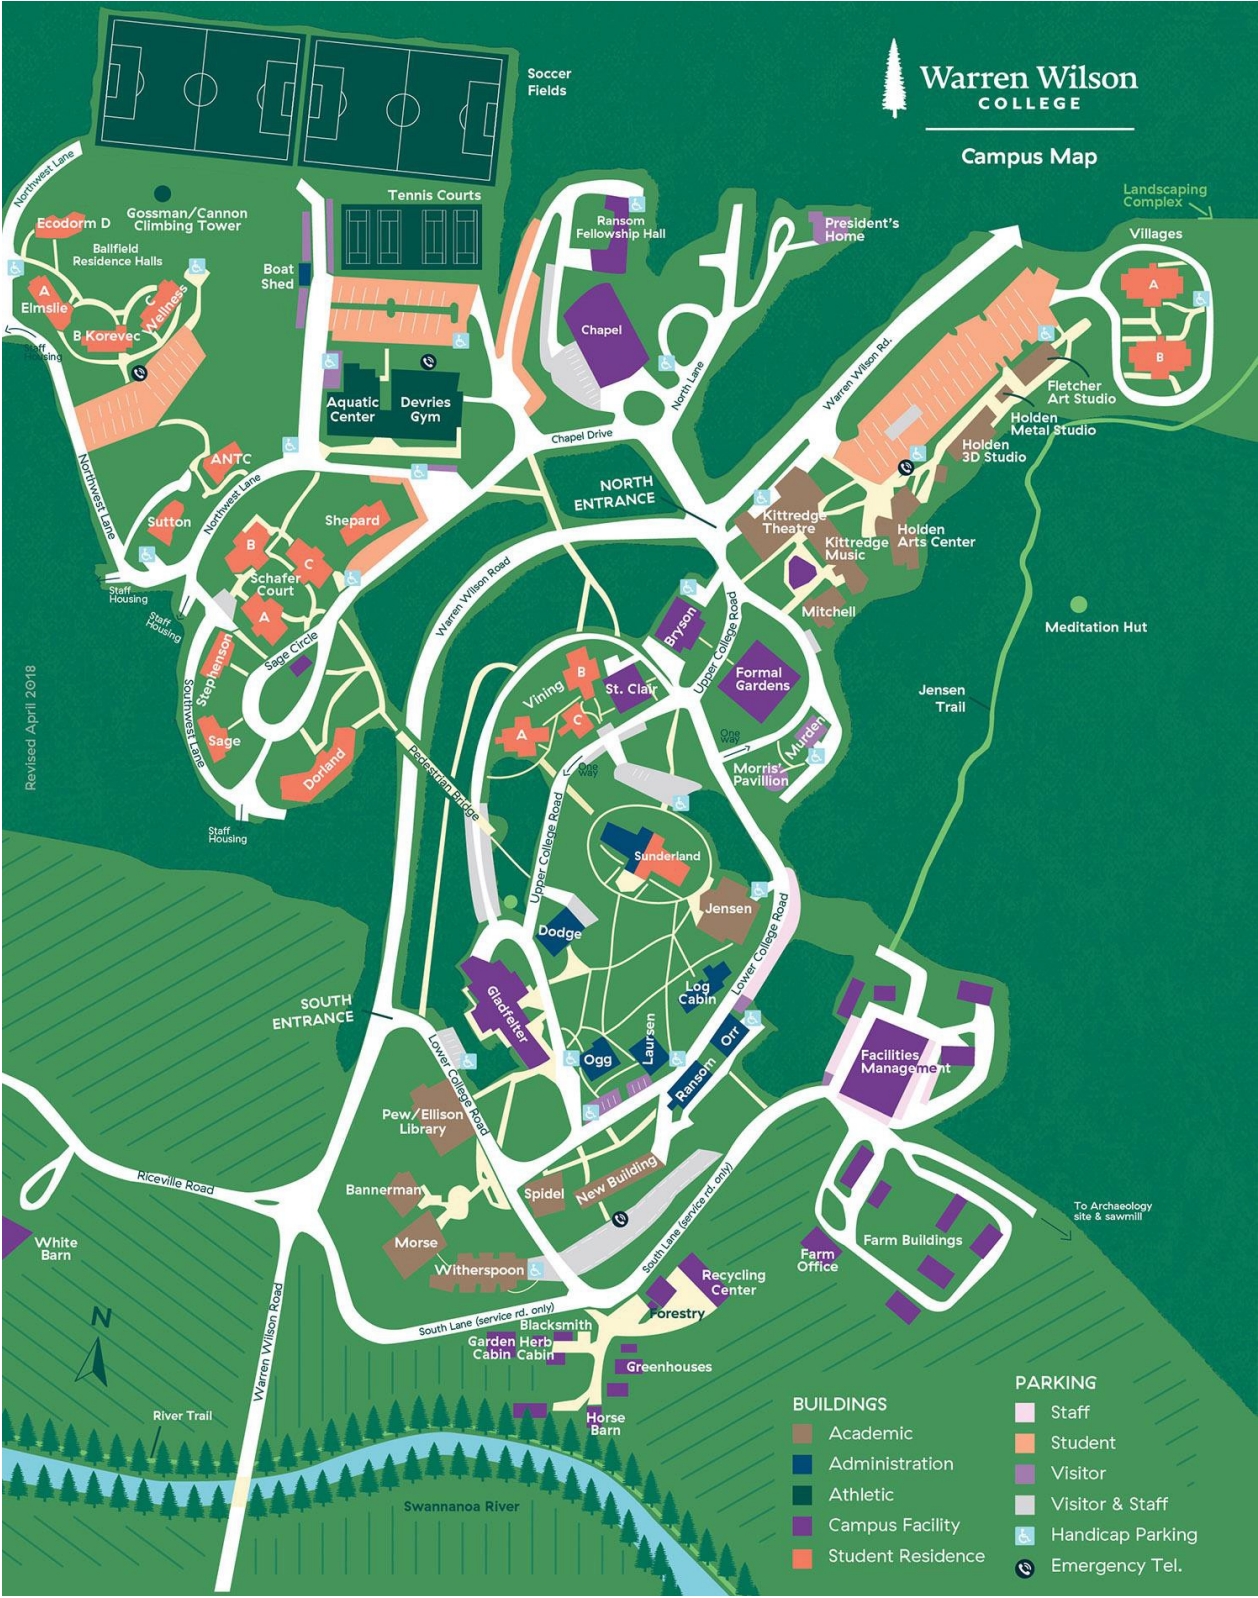 Warren Wilson
COLLEGE
Campus Map
Soccer
Fields
Northwest Lane
Gossman/Cannon
Climbing Tower
Tennis Courts
Ecodorm D
Ballfield
Residence Halls
Boat
Shed
Ransom
Fellowship Hall
President's
Home
Landscaping
Complex
Villages
A
B
A
Elmslie
B Korevec
C
Wellness
Staff
Housing
Chapel
Aquatic
Center
Devries
Gym
North Lane
Warren Wilson Rd.
Fletcher
Art Studio
Holden
Metal Studio
Holden
3D Studio
Chapel Drive
NORTH
ENTRANCE
Kittredge
Theatre
Kittredge
Music
Holden
Arts Center
Mitchell
ANTC
Northwest Lane
Northwest Lane
Sutton
Shepard
B
C
Schafer
Court
A
Staff
Housing
Staff
Housing
Stephenson
Sage Circle
Southwest Lane
Sage
Dorland
Staff
Housing
Warren Wilson Road
Bryson
Upper College Road
Formal
Gardens
Meditation Hut
Jensen
Trail
Vining
B
St. Clair
A
C
One
way
One
way
Murden
Morris'
Pavillion
Pedestrian Bridge
Upper College Road
Sunderland
Jensen
Dodge
Lower College Road
Log
Cabin
Gladfelter
SOUTH
ENTRANCE
Lower College Road
Ogg
Laursen
Orr
Ransom
Facilities
Management
Pew/Ellison
Library
Riceville Road
Bannerman
Spidel
New Building
Morse
Witherspoon
South Lane (service rd. only)
To Archaeology
site & sawmill
Farm Buildings
Farm
Office
White
Barn
Recycling
Center
Forestry
South Lane (service rd. only)
Blacksmith
Garden
Cabin
Herb
Cabin
Greenhouses
Horse
Barn
N
Warren Wilson Road
River Trail
Swannanoa River
Revised April 2018
BUILDINGS
Academic
Administration
Athletic
Campus Facility
Student Residence
PARKING
Staff
Student
Visitor
Visitor & Staff
Handicap Parking
Emergency Tel.